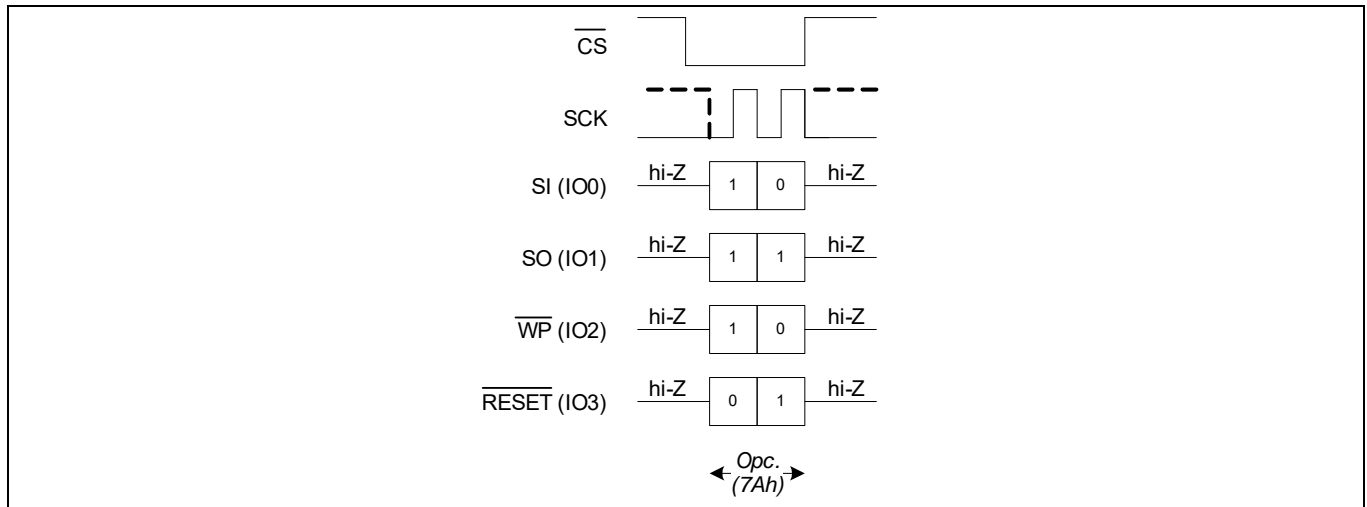 CS
SCK
hi-Z
hi-Z
SI (IO0)
1 0
hi-Z
hi-Z
SO (IO1)
1 1
hi-Z
hi-Z
WP (IO2)
1 0
hi-Z
hi-Z
RESET (IO3)
0 1
Opc.
(7Ah)